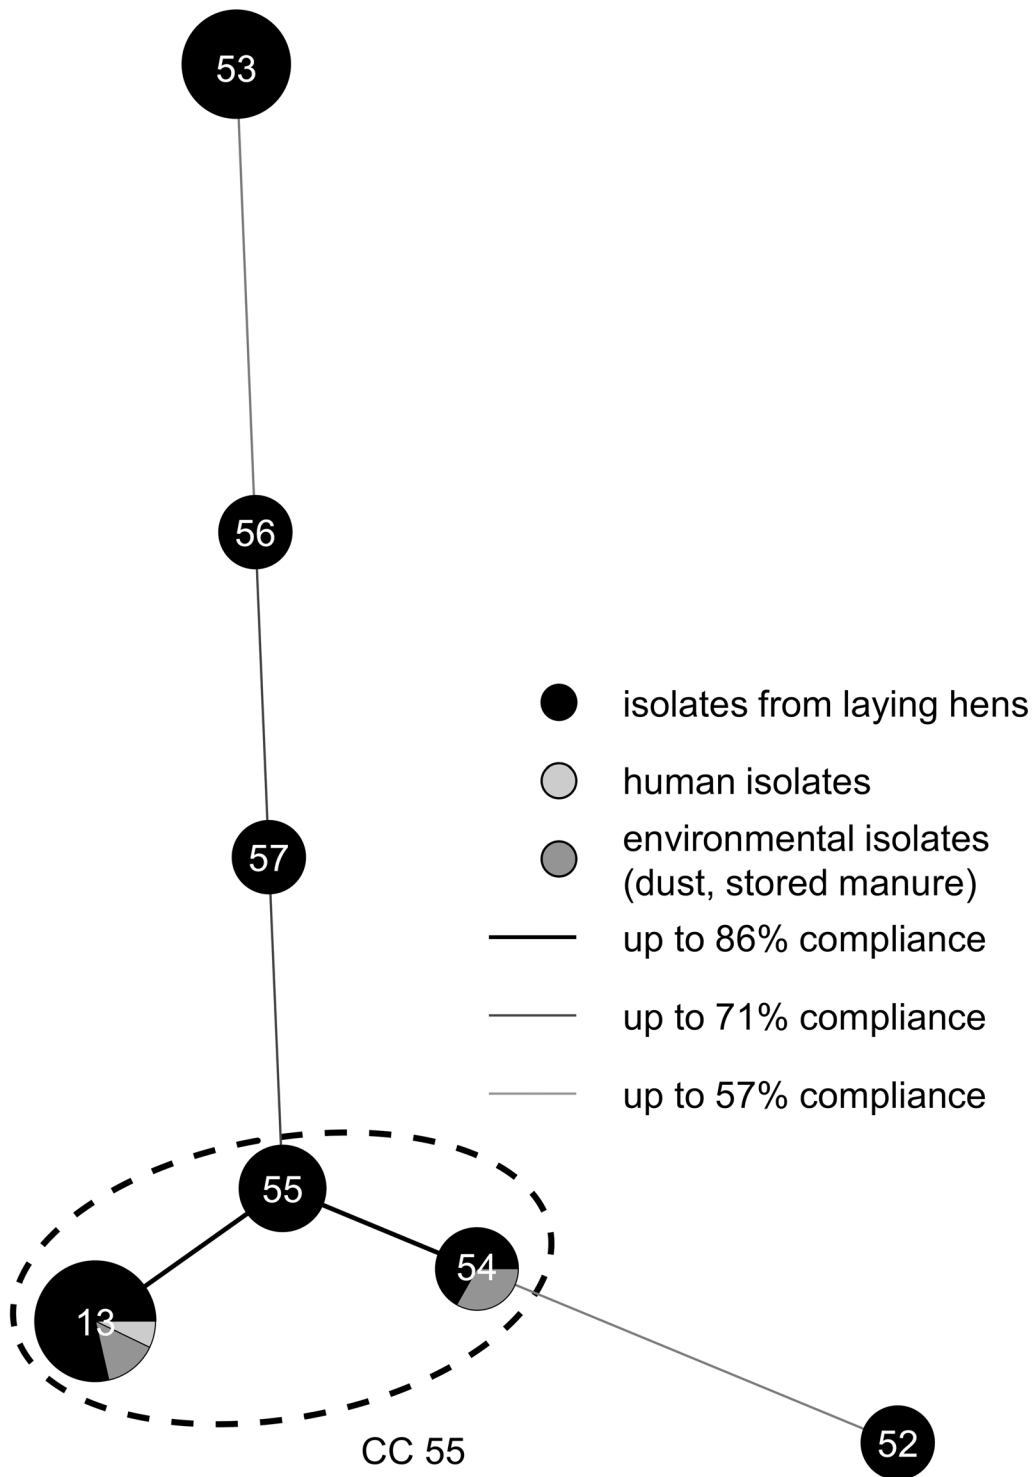 53
56
isolates from laying hens
human isolates
57
environmental isolates
(dust, stored manure)
up to 86% compliance
up to 71% compliance
up to 57% compliance
55
54
13
52
CC 55